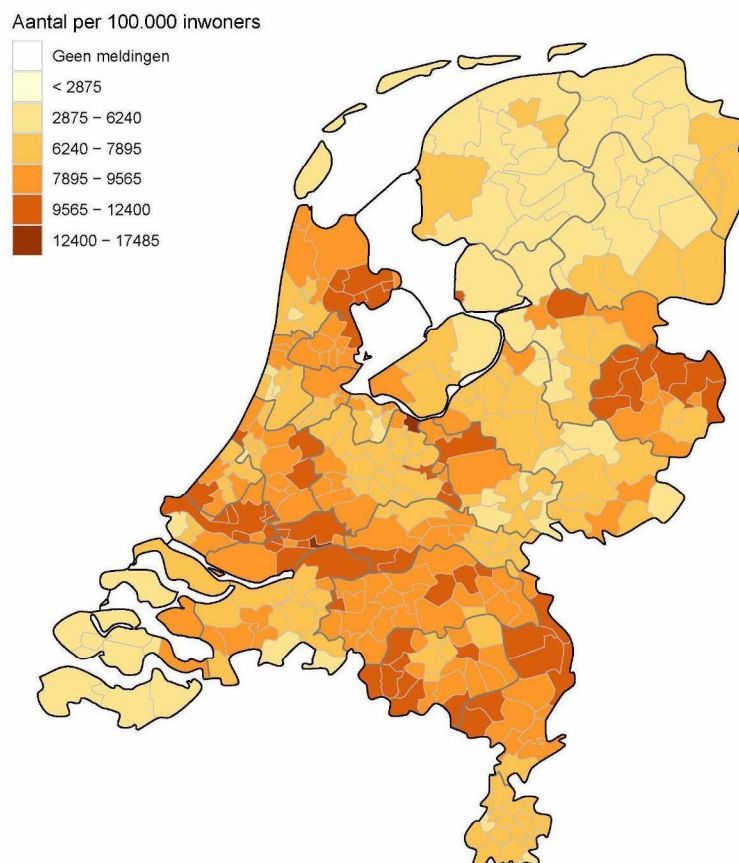 Aantal per 100.000 inwoners
Geen meldingen
< 2875
2875 – 6240
6240 – 7895
7895 – 9565
9565 – 12400
12400 – 17485